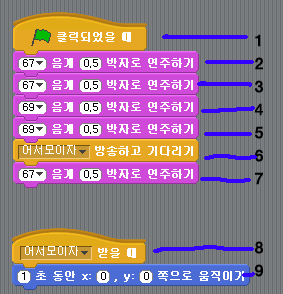 클릭되었을 때 1
67 음계 0.5 박자로 연주하기 2
67 음계 0.5 박자로 연주하기 3
69 음계 0.5 박자로 연주하기 4
69 음계 0.5 박자로 연주하기 5
어서모이자 방송하고 기다리기 6
67 음계 0.5 박자로 연주하기 7
어서모이자 받을 때 8
1 초 동안 x: 0 , y: 0 쪽으로 움직이기 9